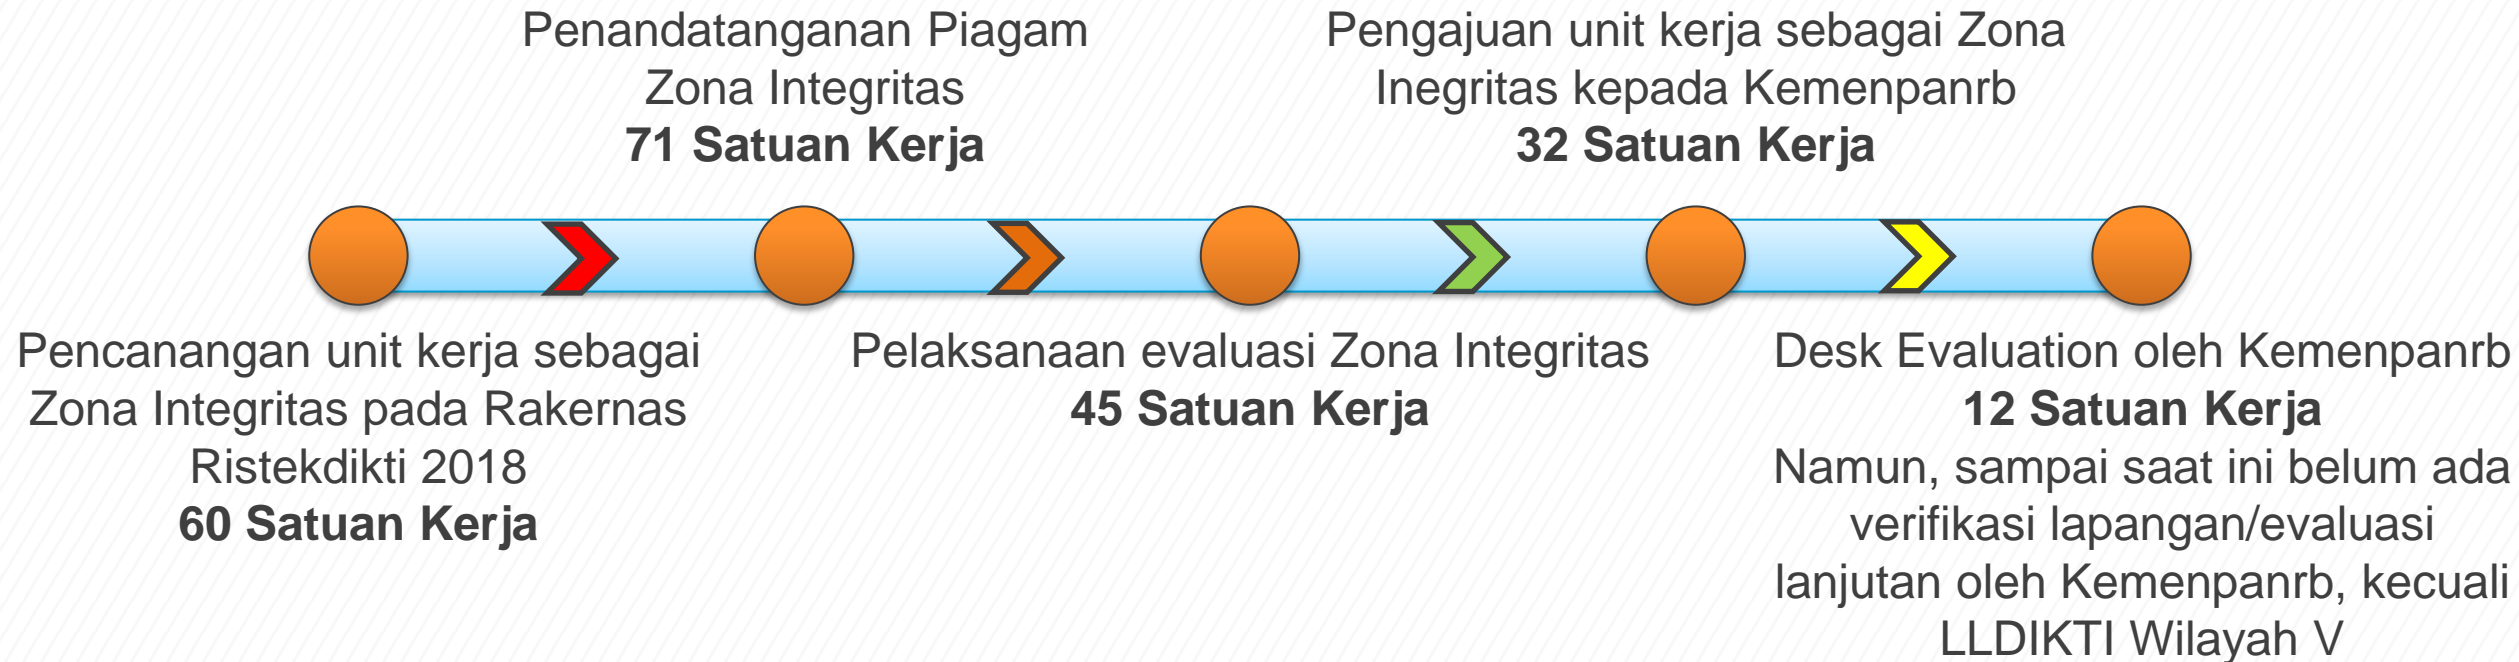 Penandatanganan Piagam
Zona Integritas
71 Satuan Kerja
Pengajuan unit kerja sebagai Zona
Inegritas kepada Kemenpanrb
32 Satuan Kerja
Pencanangan unit kerja sebagai
Zona Integritas pada Rakernas
Ristekdikti 2018
60 Satuan Kerja
Pelaksanaan evaluasi Zona Integritas
45 Satuan Kerja
Desk Evaluation oleh Kemenpanrb
12 Satuan Kerja
Namun, sampai saat ini belum ada
verifikasi lapangan/evaluasi
lanjutan oleh Kemenpanrb, kecuali
LLDIKTI Wilayah V